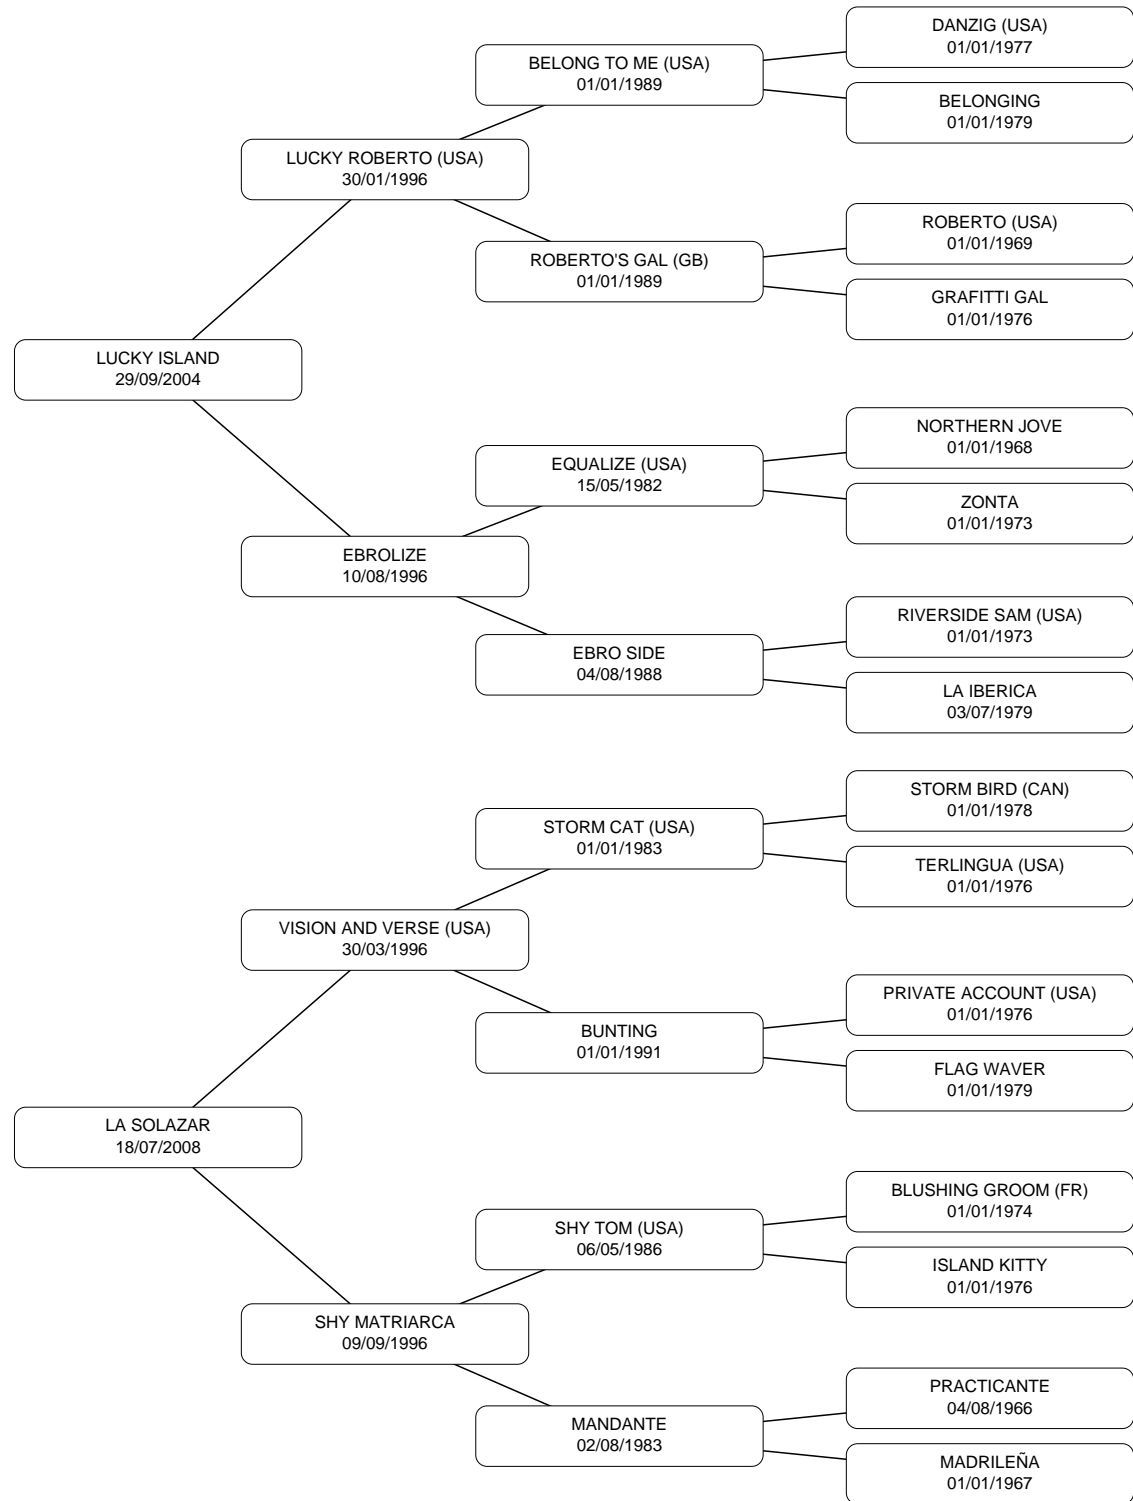 DANZIG (USA)
01/01/1977
BELONG TO ME (USA)
01/01/1989
BELONGING
01/01/1979
LUCKY ROBERTO (USA)
30/01/1996
ROBERTO (USA)
01/01/1969
ROBERTO'S GAL (GB)
01/01/1989
GRAFITTI GAL
01/01/1976
LUCKY ISLAND
29/09/2004
NORTHERN JOVE
01/01/1968
EQUALIZE (USA)
15/05/1982
ZONTA
01/01/1973
EBROLIZE
10/08/1996
RIVERSIDE SAM (USA)
01/01/1973
EBRO SIDE
04/08/1988
LA IBERICA
03/07/1979
STORM BIRD (CAN)
01/01/1978
STORM CAT (USA)
01/01/1983
TERLINGUA (USA)
01/01/1976
VISION AND VERSE (USA)
30/03/1996
PRIVATE ACCOUNT (USA)
01/01/1976
BUNTING
01/01/1991
FLAG WAVER
01/01/1979
LA SOLAZAR
18/07/2008
BLUSHING GROOM (FR)
01/01/1974
SHY TOM (USA)
06/05/1986
ISLAND KITTY
01/01/1976
SHY MATRIARCA
09/09/1996
PRACTICANTE
04/08/1966
MANDANTE
02/08/1983
MADRILEÑA
01/01/1967